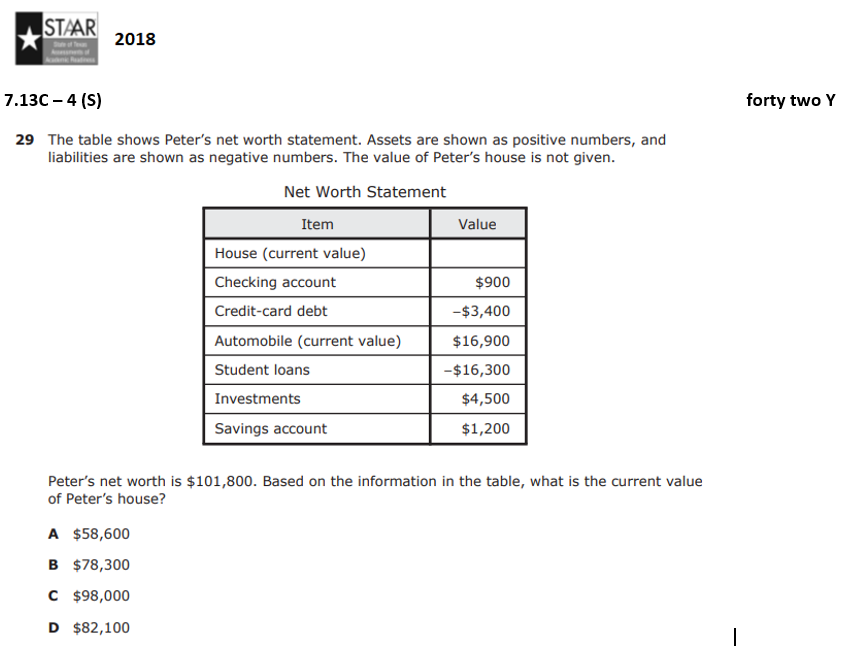 STAAR
State of Texas
Assessments of
Academic Readiness
2018
7.13C – 4 (S)
forty two Y
29 The table shows Peter's net worth statement. Assets are shown as positive numbers, and
liabilities are shown as negative numbers. The value of Peter's house is not given.
Net Worth Statement
Item Value
House (current value)
Checking account $900
Credit-card debt –$3,400
Automobile (current value) $16,900
Student loans –$16,300
Investments $4,500
Savings account $1,200
Peter's net worth is $101,800. Based on the information in the table, what is the current value
of Peter's house?
A $58,600
B $78,300
C $98,000
D $82,100